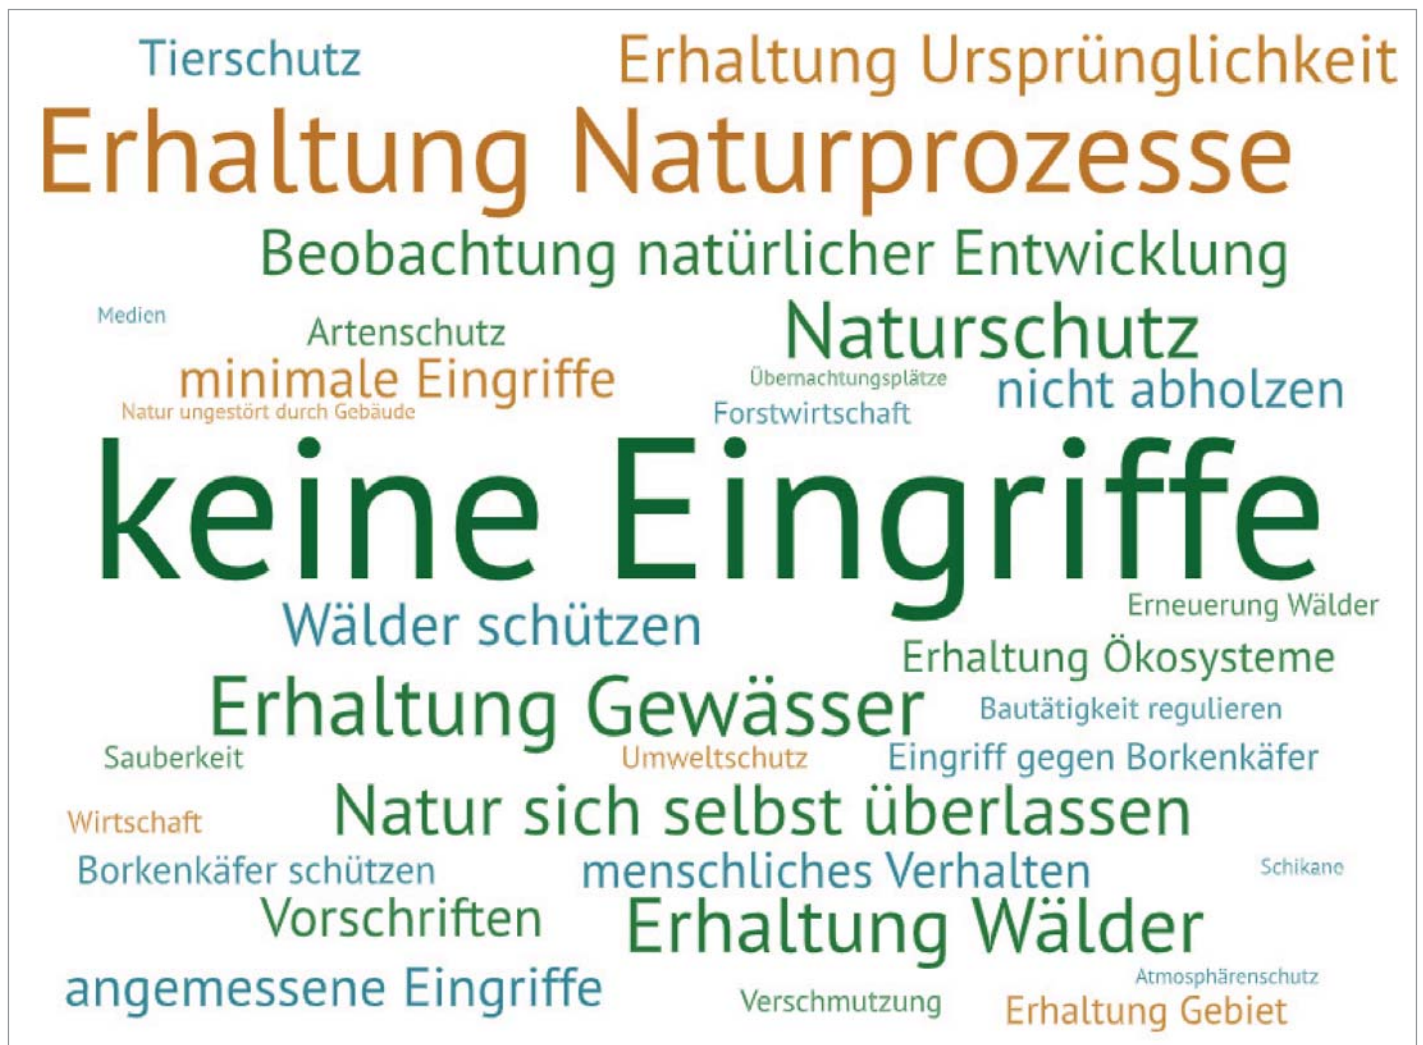 Tierschutz
Erhaltung Ursprünglichkeit
Erhaltung Naturprozesse
Beobachtung natürlicher Entwicklung
Medien
Artenschutz
Naturschutz
minimale Eingriffe
Übernachtungsplätze
nicht abholzen
Natur ungestört durch Gebäude
Forstwirtschaft
keine Eingriffe
Wälder schützen
Erneuerung Wälder
Erhaltung Ökosysteme
Erhaltung Gewässer
Bautätigkeit regulieren
Sauberkeit
Umweltschutz
Eingriff gegen Borkenkäfer
Wirtschaft
Natur sich selbst überlassen
Borkenkäfer schützen
menschliches Verhalten
Schikane
Vorschriften
Erhaltung Wälder
angemessene Eingriffe
Atmosphärenschutz
Verschmutzung
Erhaltung Gebiet